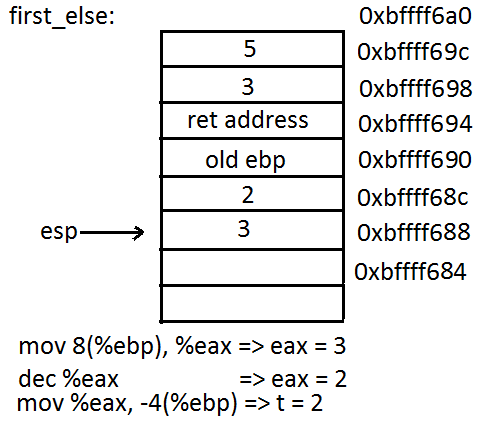 first_else: 0xbffff6a0
5 0xbffff69c
3 0xbffff698
ret address 0xbffff694
old ebp 0xbffff690
2 0xbffff68c
esp 3 0xbffff688
0xbffff684
mov 8(%ebp), %eax => eax = 3
dec %eax => eax = 2
mov %eax, -4(%ebp) => t = 2